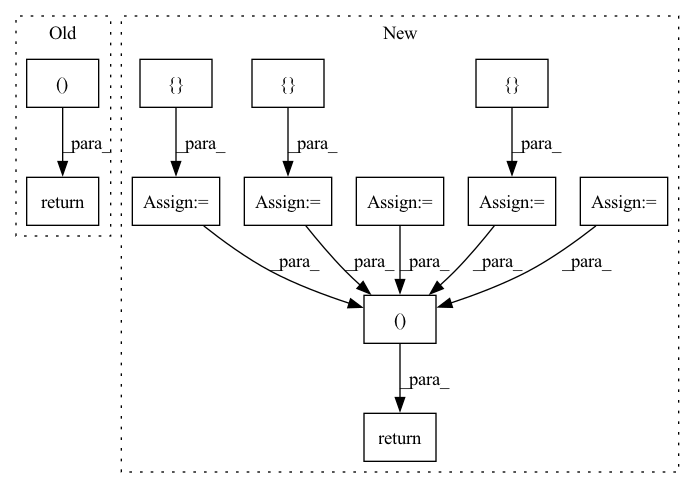 Old
New
()
{}
{}
{}
_para_
_para_
_para_
_para_
return
Assign:=
Assign:=
Assign:=
Assign:=
Assign:=
_para_
_para_
_para_
_para_
_para_
()
_para_
return